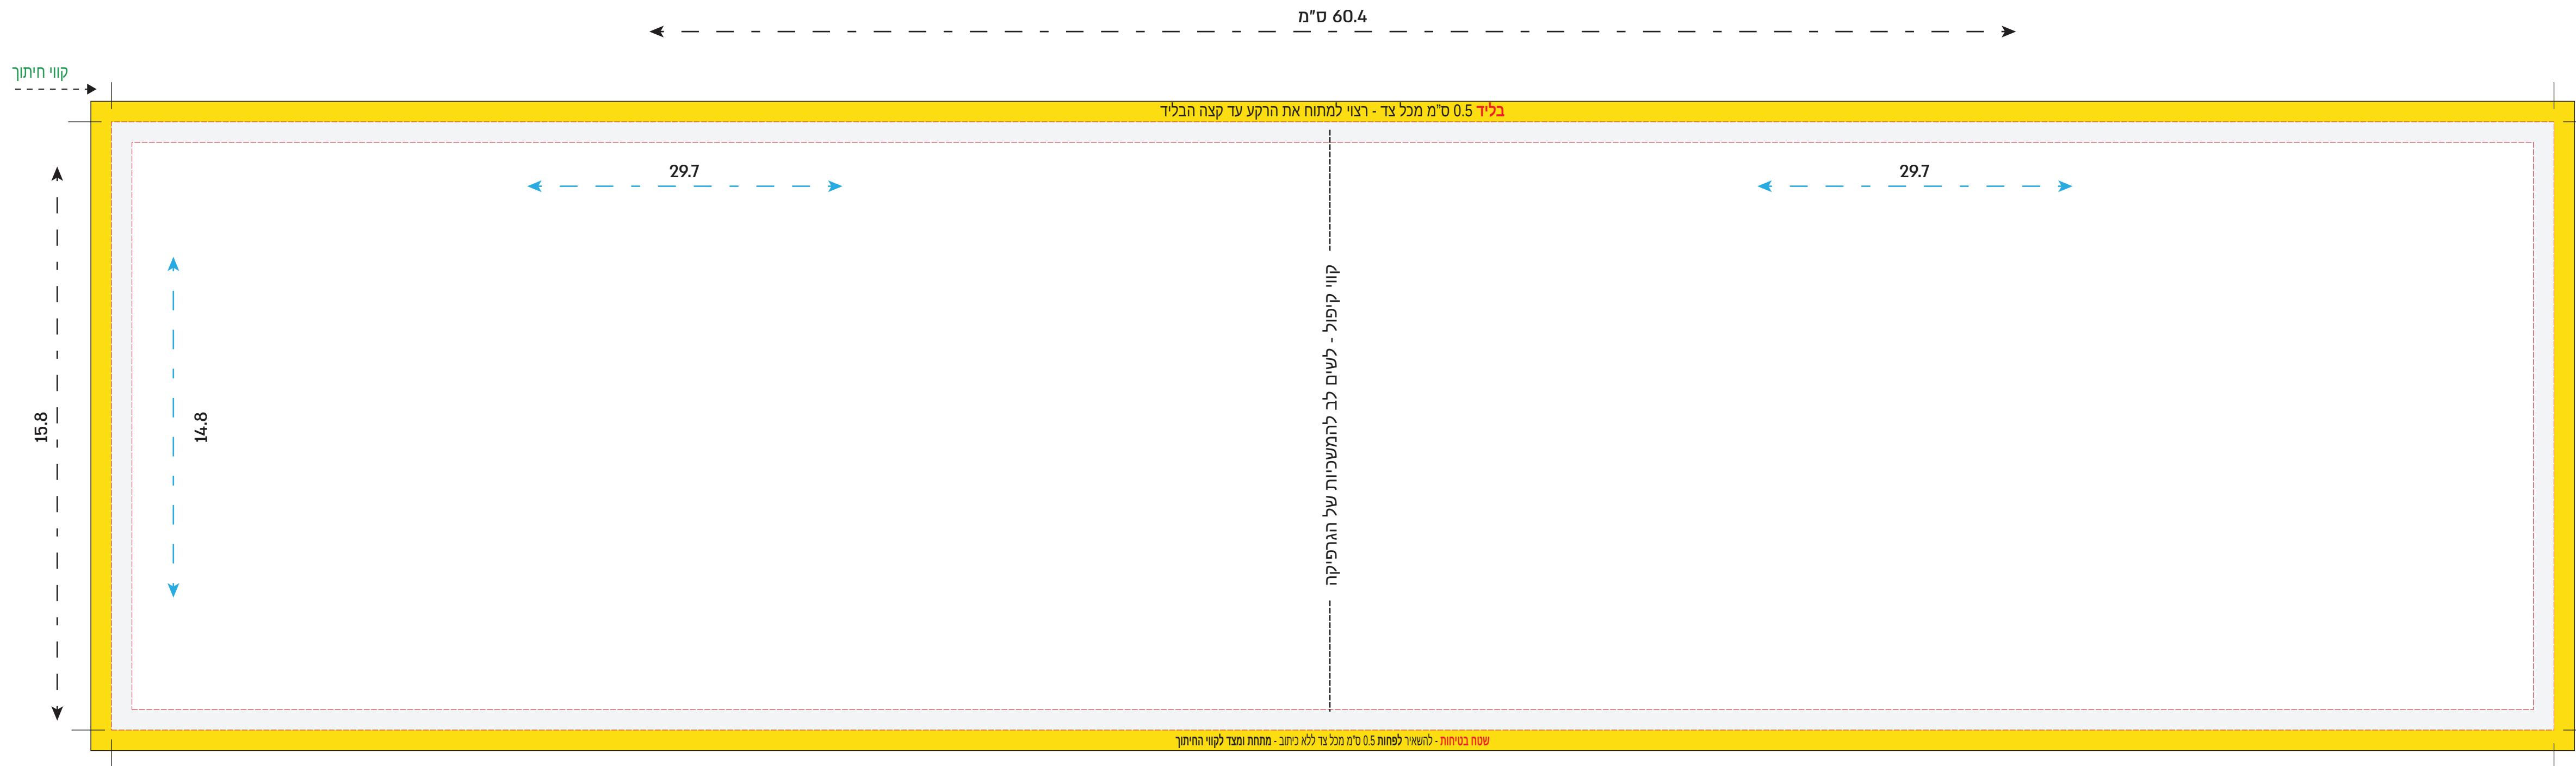 60.4 ס"מ
קווי חיתוך
בליד 0.5 ס"מ מכל צד - רצוי למתוח את הרקע עד קצה הבליד
29.7
29.7
15.8
14.8
קווי קיפול - לשים לב להמשכיות של הגרפיקה
שטח בטיחות - להשאיר לפחות 0.5 ס"מ מכל צד ללא כיתוב - מתחת ומצד לקווי החיתוך